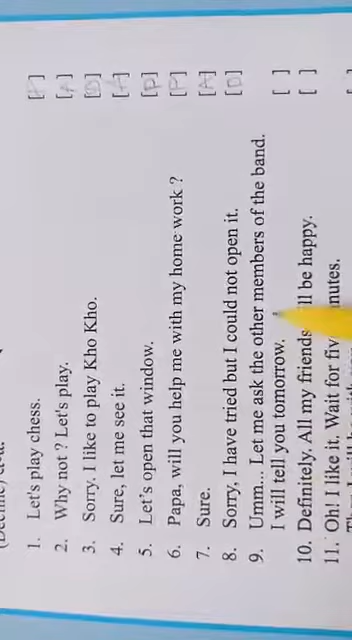 1. Let's play chess. [ ]
2. Why not ? Let's play. [A]
3. Sorry, I like to play Kho Kho. [D]
4. Sure, let me see it. [ ]
5. Let's open that window. [P]
6. Papa, will you help me with my home work ? [P]
7. Sure. [A]
8. Sorry, I have tried but I could not open it. [D]
9. Umm... Let me ask the other members of the band.
I will tell you tomorrow. [ ]
10. Definitely. All my friends ll be happy. [ ]
11. Oh! I like it. Wait for fiv mutes.